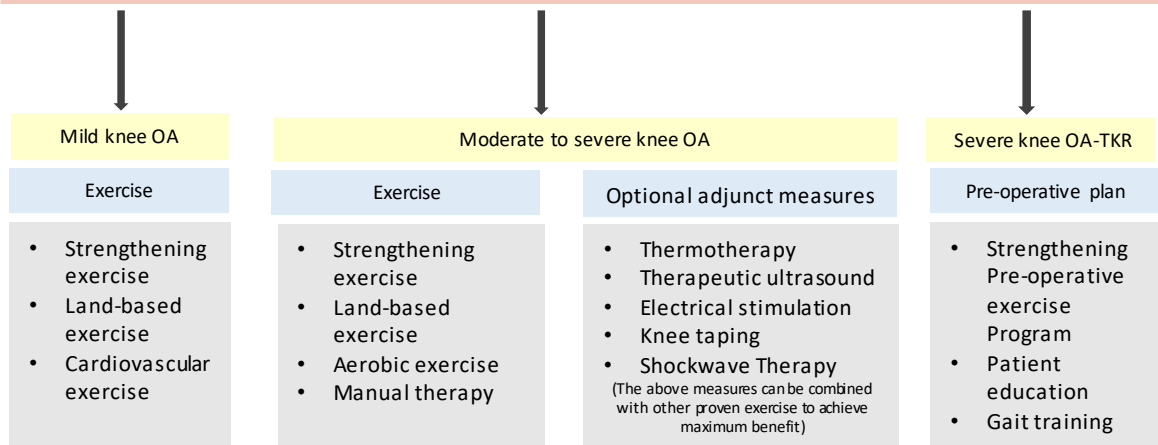 Mild knee OA
Exercise
• Strengthening
exercise
• Land-based
exercise
• Cardiovascular
exercise
Moderate to severe knee OA
Exercise
• Strengthening
exercise
• Land-based
exercise
• Aerobic exercise
• Manual therapy
Optional adjunct measures
• Thermotherapy
• Therapeutic ultrasound
• Electrical stimulation
• Knee taping
• Shockwave Therapy
(The above measures can be combined
with other proven exercise to achieve
maximum benefit)
Severe knee OA-TKR
Pre-operative plan
• Strengthening
Pre-operative
exercise
Program
• Patient
education
• Gait training